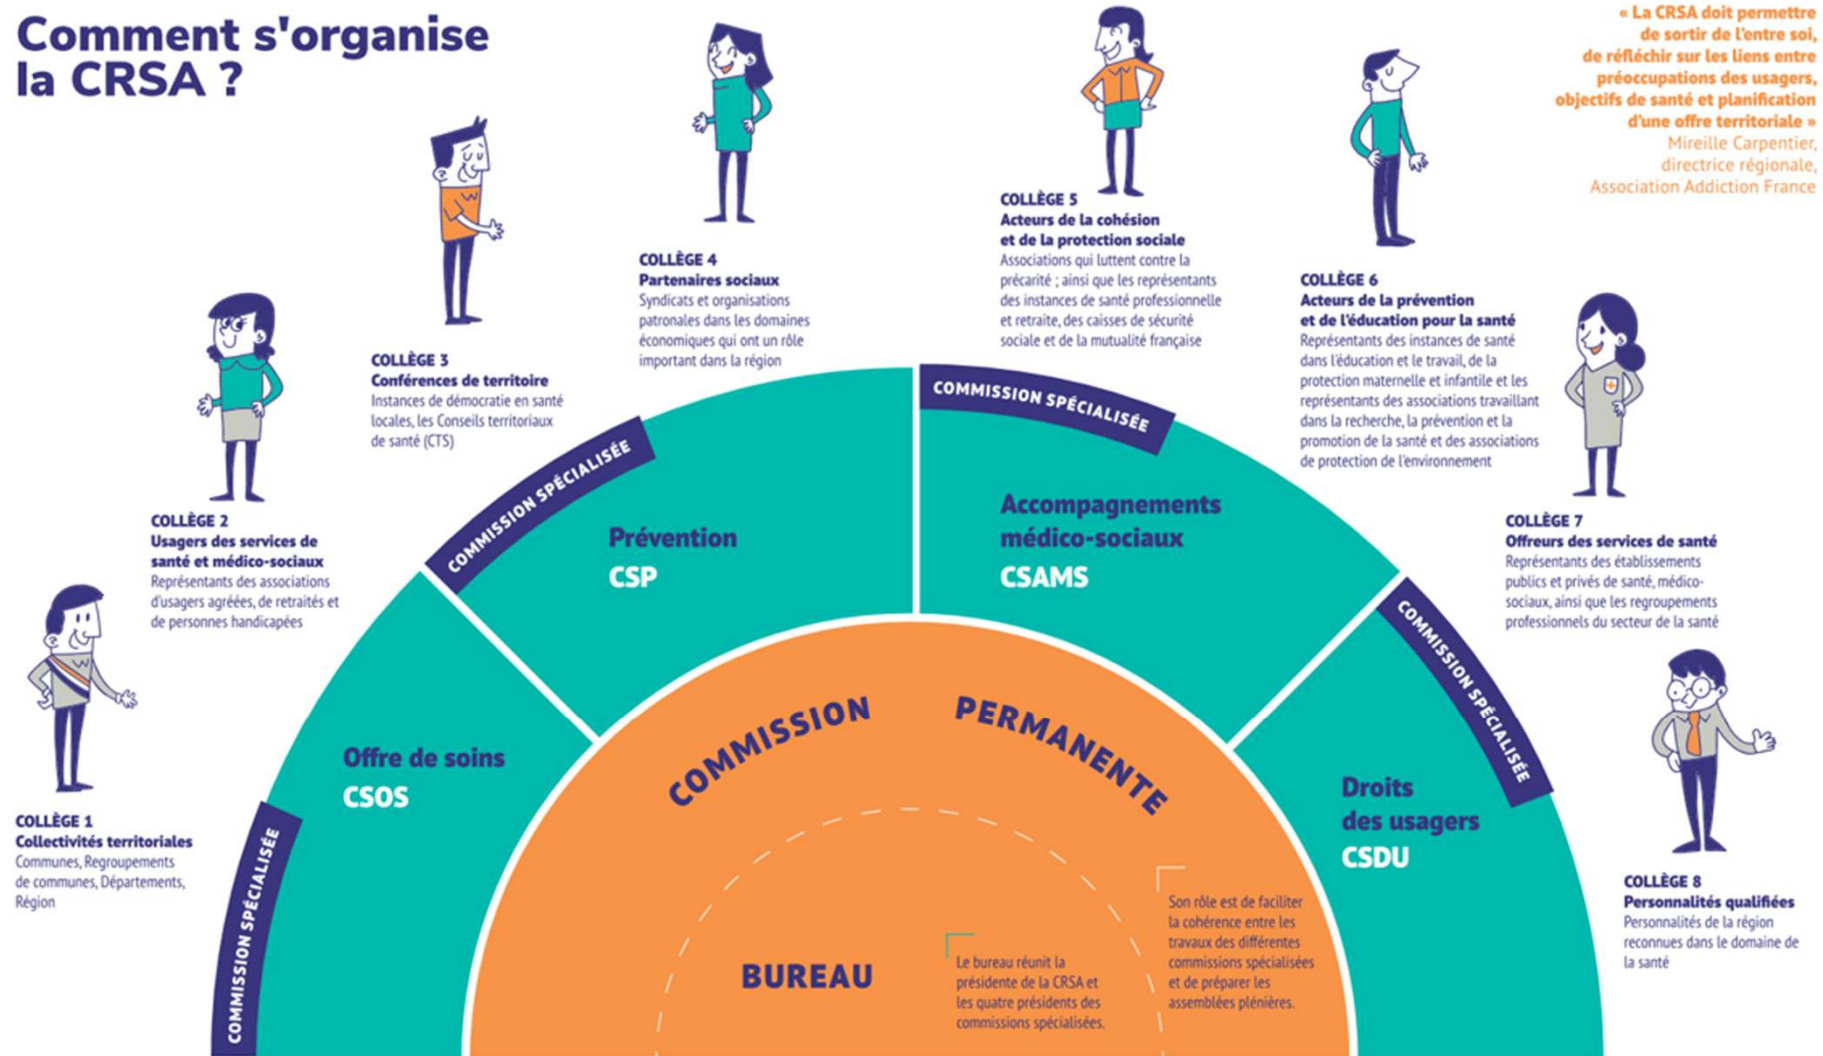 Comment s'organise
la CRSA ?
« La CRSA doit permettre
de sortir de l'entre soi,
de réfléchir sur les liens entre
préoccupations des usagers,
objectifs de santé et planification
d'une offre territoriale »
Mireille Carpentier,
directrice régionale,
Association Addiction France
COLLÈGE 1
Collectivités territoriales
Communes, Regroupements
de communes, Départements,
Région
COLLÈGE 2
Usagers des services de
santé et médico-sociaux
Représentants des associations
d'usagers agréées, de retraités et
de personnes handicapées
COLLÈGE 3
Conférences de territoire
Instances de démocratie en santé
locales, les Conseils territoriaux
de santé (CTS)
COLLÈGE 4
Partenaires sociaux
Syndicats et organisations
patronales dans les domaines
économiques qui ont un rôle
important dans la région
COLLÈGE 5
Acteurs de la cohésion
et de la protection sociale
Associations qui luttent contre la
précarité ; ainsi que les représentants
des instances de santé professionnelle
et retraite, des caisses de sécurité
sociale et de la mutualité française
COLLÈGE 6
Acteurs de la prévention
et de l'éducation pour la santé
Représentants des instances de santé
dans l'éducation et le travail, de la
protection maternelle et infantile et les
représentants des associations travaillant
dans la recherche, la prévention et la
promotion de la santé et des associations
de protection de l'environnement
COLLÈGE 7
Offreurs des services de santé
Représentants des établissements
publics et privés de santé, médico-
sociaux, ainsi que les regroupements
professionnels du secteur de la santé
COLLÈGE 8
Personnalités qualifiées
Personnalités de la région
reconnues dans le domaine de
la santé
COMMISSION SPÉCIALISÉE
Offre de soins
CSOS
COMMISSION SPÉCIALISÉE
Prévention
CSP
COMMISSION SPÉCIALISÉE
Accompagnements
médico-sociaux
CSAMS
COMMISSION SPÉCIALISÉE
Droits
des usagers
CSDU
COMMISSION PERMANENTE
Son rôle est de faciliter
la cohérence entre les
travaux des différentes
commissions spécialisées
et de préparer les
assemblées plénières.
BUREAU
Le bureau réunit la
présidente de la CRSA et
les quatre présidents des
commissions spécialisées.